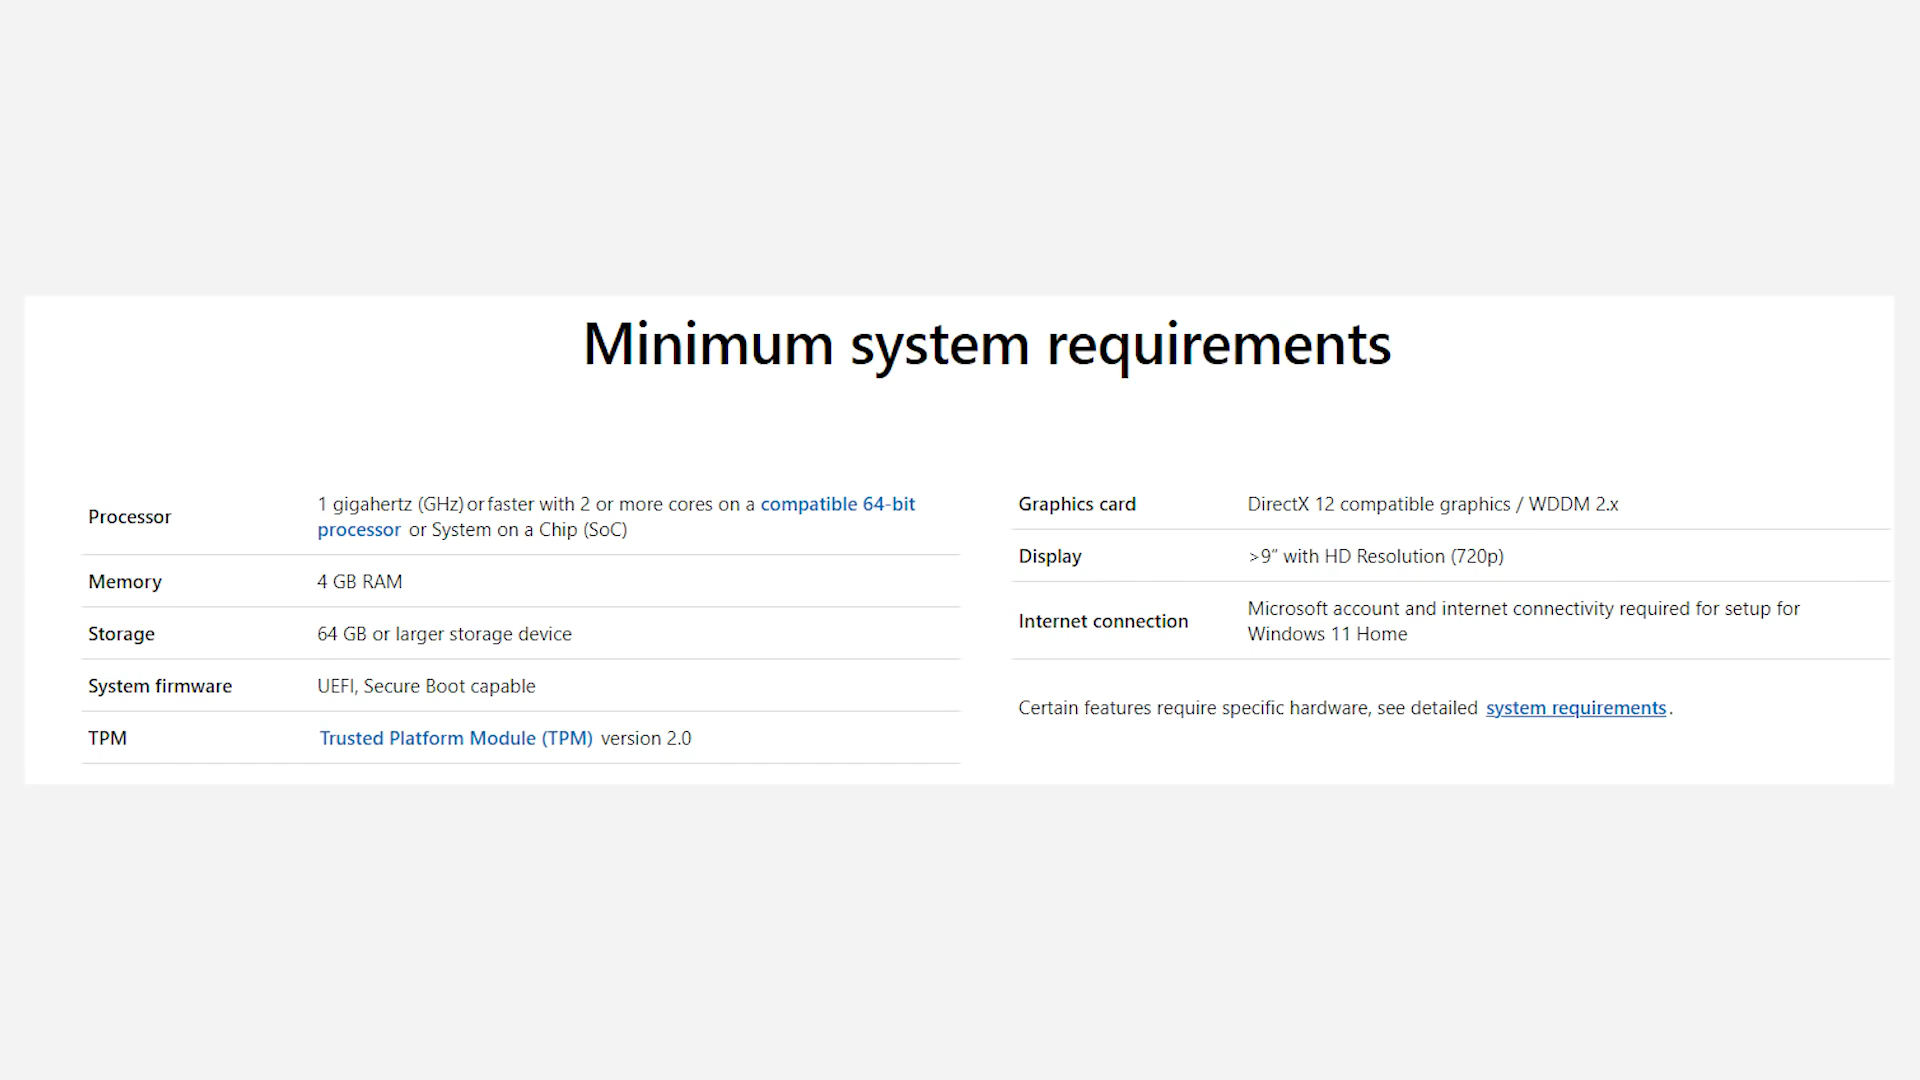 Minimum system requirements
Processor
1 gigahertz (GHz) or faster with 2 or more cores on a compatible 64-bit
processor or System on a Chip (SoC)
Memory
4 GB RAM
Storage
64 GB or larger storage device
System firmware
UEFI, Secure Boot capable
TPM
Trusted Platform Module (TPM) version 2.0
Graphics card
DirectX 12 compatible graphics / WDDM 2.x
Display
>9” with HD Resolution (720p)
Internet connection
Microsoft account and internet connectivity required for setup for
Windows 11 Home
Certain features require specific hardware, see detailed system requirements.